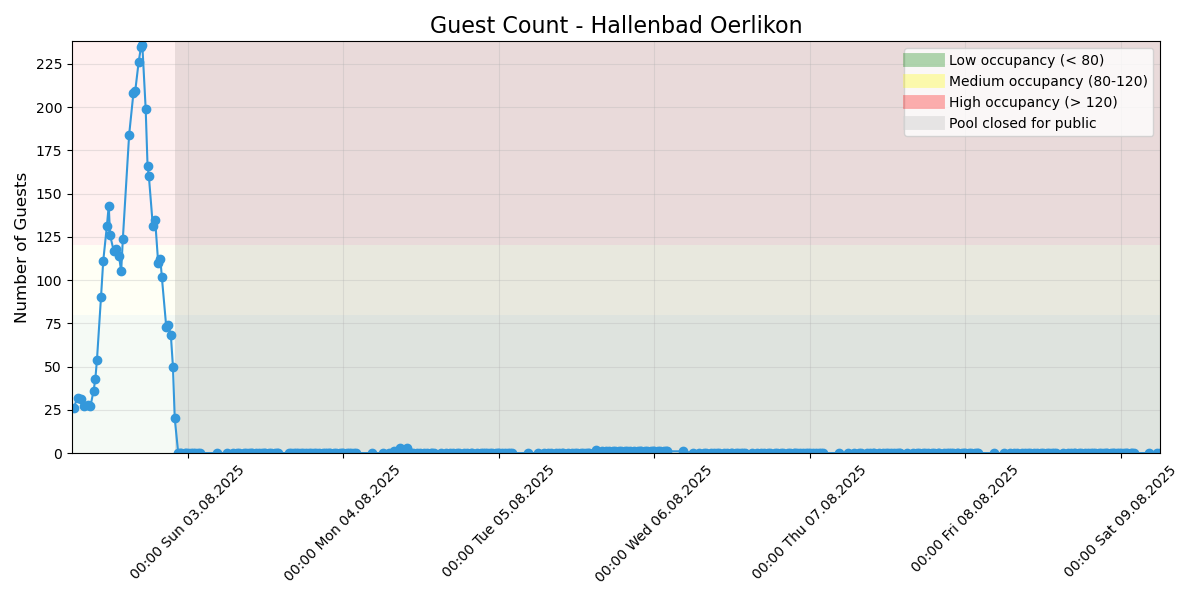 Guest Count - Hallenbad Oerlikon
Low occupancy (< 80)
Medium occupancy (80-120)
High occupancy (> 120)
Pool closed for public
Number of Guests
225
200
175
150
125
100
75
50
25
0
00:00 Sun 03.08.2025
00:00 Mon 04.08.2025
00:00 Tue 05.08.2025
00:00 Wed 06.08.2025
00:00 Thu 07.08.2025
00:00 Fri 08.08.2025
00:00 Sat 09.08.2025